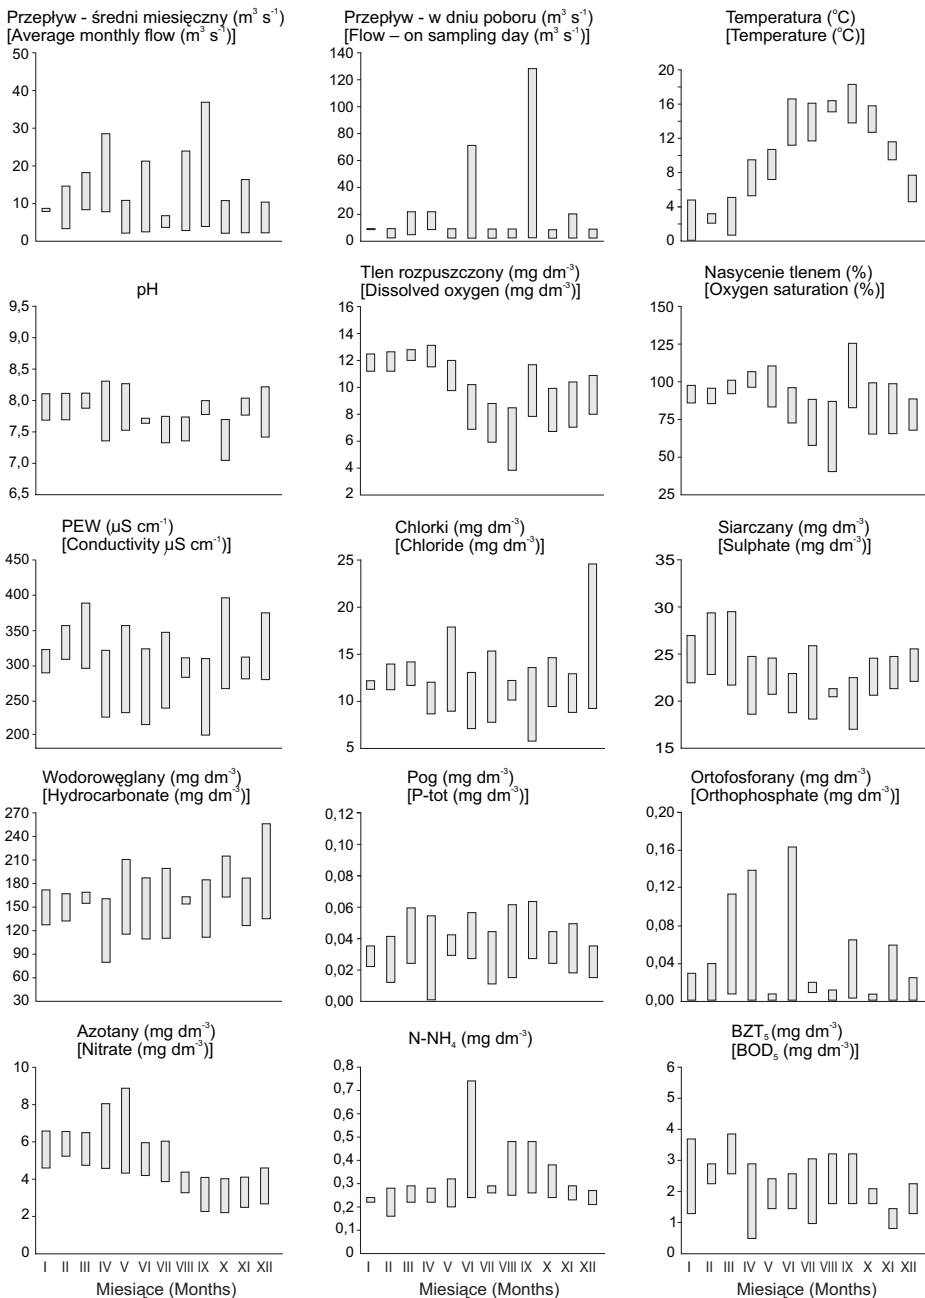 Przepływ - średni miesięczny (m³ s⁻¹)
[Average monthly flow (m³ s⁻¹)]
50
40
30
20
10
0
Przepływ - w dniu poboru (m³ s⁻¹)
[Flow – on sampling day (m³ s⁻¹)]
140
120
100
80
60
40
20
0
Temperatura (°C)
[Temperature (°C)]
20
16
12
8
4
0
pH
9,5
9,0
8,5
8,0
7,5
7,0
6,5
Tlen rozpuszczony (mg dm⁻³)
[Dissolved oxygen (mg dm⁻³)]
16
14
12
10
8
6
4
2
Nasycenie tlenem (%)
[Oxygen saturation (%)]
150
125
100
75
50
25
PEW (µS cm⁻¹)
[Conductivity µS cm⁻¹)]
450
400
350
300
250
200
Chlorki (mg dm⁻³)
[Chloride (mg dm⁻³)]
25
20
15
10
5
Siarczany (mg dm⁻³)
[Sulphate (mg dm⁻³)]
35
30
25
20
15
Wodorowęglany (mg dm⁻³)
[Hydrocarbonate (mg dm⁻³)]
270
240
210
180
150
120
90
60
30
Pog (mg dm⁻³)
[P-tot (mg dm⁻³)]
0,12
0,10
0,08
0,06
0,04
0,02
0,00
Ortofosforany (mg dm⁻³)
[Orthophosphate (mg dm⁻³)]
0,20
0,16
0,12
0,08
0,04
0,00
Azotany (mg dm⁻³)
[Nitrate (mg dm⁻³)]
10
8
6
4
2
0
I II III IV V VI VII VIII IX X XI XII
Miesiące (Months)
N-NH₄ (mg dm⁻³)
0,8
0,7
0,6
0,5
0,4
0,3
0,2
0,1
0
I II III IV V VI VII VIII IX X XI XII
Miesiące (Months)
BZT₅ (mg dm⁻³)
[BOD₅ (mg dm⁻³)]
6
5
4
3
2
1
0
I II III IV V VI VII VIII IX X XI XII
Miesiące (Months)